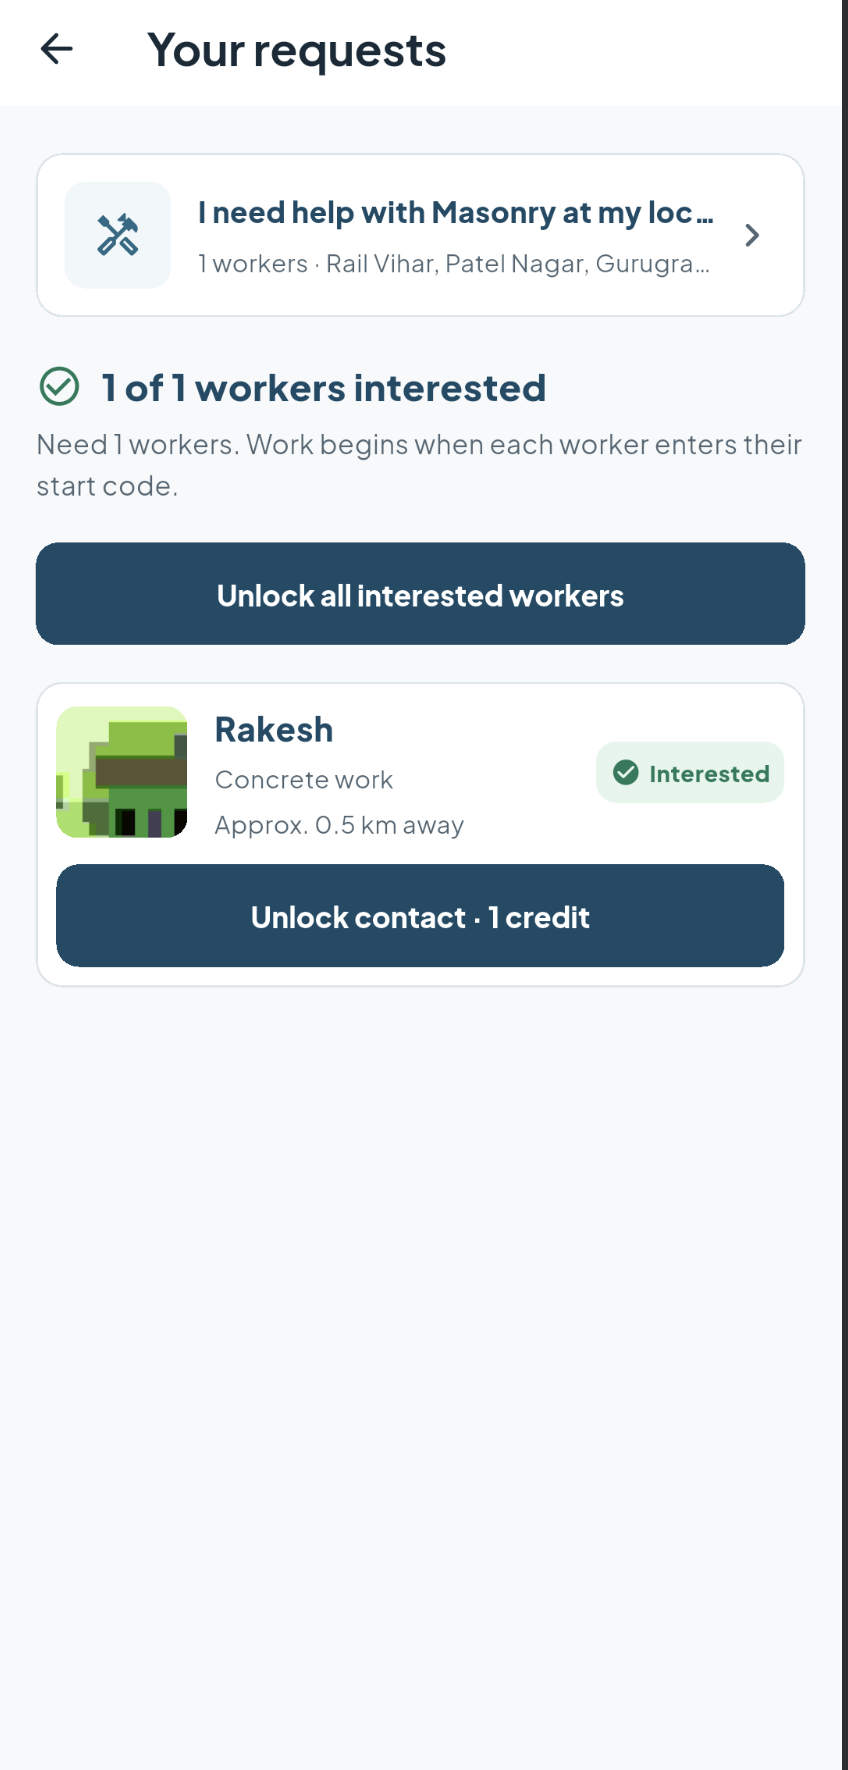 Your requests
I need help with Masonry at my loc...
1 workers · Rail Vihar, Patel Nagar, Gurugra...
1 of 1 workers interested
Need 1 workers. Work begins when each worker enters their
start code.
Unlock all interested workers
Rakesh
Concrete work
Interested
Approx. 0.5 km away
Unlock contact · 1 credit